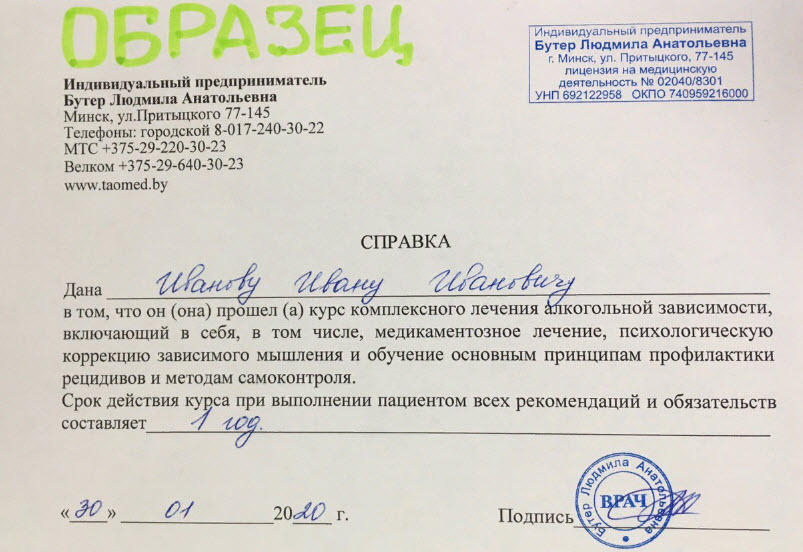 ОБРАЗЕЦ
Индивидуальный предприниматель
Бутер Людмила Анатольевна
г. Минск, ул. Притыцкого, 77-145
лицензия на медицинскую
деятельность № 02040/8301
УНП 692122958 ОКПО 740959216000
Индивидуальный предприниматель
Бутер Людмила Анатольевна
Минск, ул.Притыцкого 77-145
Телефоны: городской 8-017-240-30-22
МТС +375-29-220-30-23
Велком +375-29-640-30-23
www.taomed.by
СПРАВКА
Дана Иванову Ивану Ивановичу
в том, что он (она) прошел (а) курс комплексного лечения алкогольной зависимости,
включающий в себя, в том числе, медикаментозное лечение, психологическую
коррекцию зависимого мышления и обучение основным принципам профилактики
рецидивов и методам самоконтроля.
Срок действия курса при выполнении пациентом всех рекомендаций и обязательств
составляет 1 год.
«30» 01 2020 г. Подпись
Бутер Людмила Анатольевна
ВРАЧ